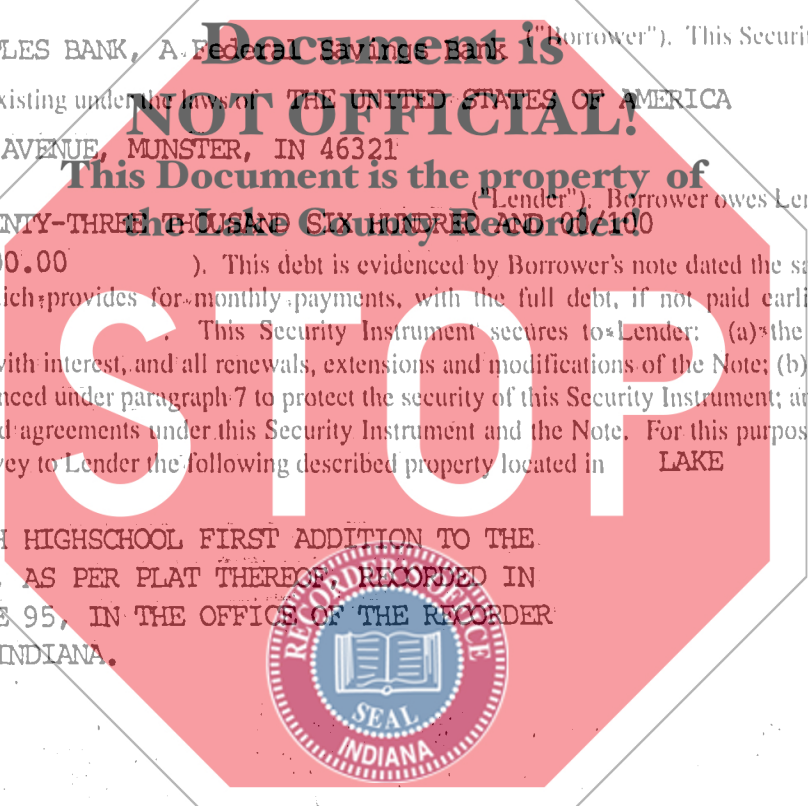 Document is
NOT OFFICIAL!
This Document is the property of
the Lake County Recorder!
STOP
PLES BANK, A Federal Savings Bank ("Borrower"). This Securi
xisting under the laws of THE UNITED STATES OF AMERICA
AVENUE, MUNSTER, IN 46321
("Lender"). Borrower owes Len
NTY-THREE THOUSAND SIX HUNDRED AND 00/100
00.00 ). This debt is evidenced by Borrower's note dated the sa
ich provides for monthly payments, with the full debt, if not paid earli
. This Security Instrument secures to Lender: (a) the
with interest, and all renewals, extensions and modifications of the Note; (b)
nced under paragraph 7 to protect the security of this Security Instrument; an
d agreements under this Security Instrument and the Note. For this purpos
vey to Lender the following described property located in LAKE
H HIGHSCHOOL FIRST ADDITION TO THE
, AS PER PLAT THEREOF, RECORDED IN
E 95, IN THE OFFICE OF THE RECORDER
INDIANA.
RECORDER'S OFFICE
SEAL
INDIANA